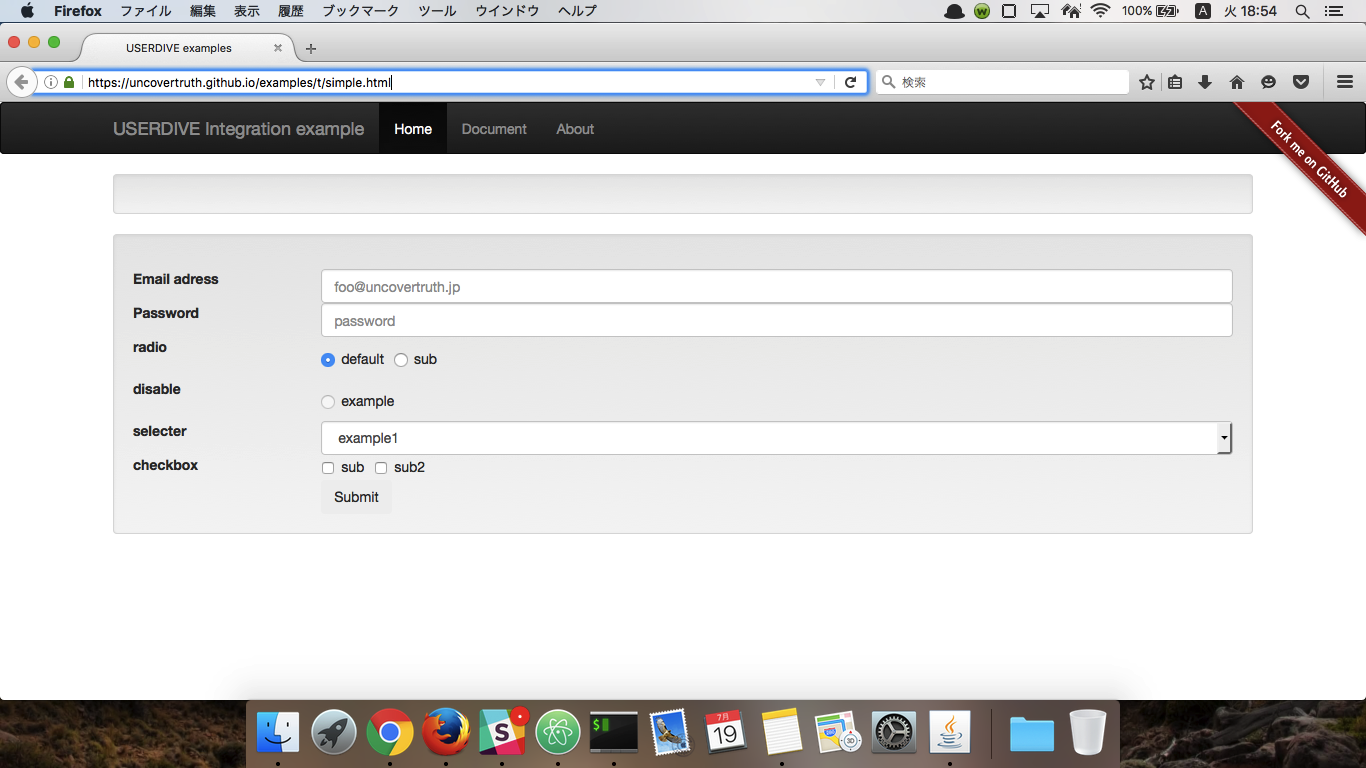 Firefox ファイル 編集 表示 履歴 ブックマーク ツール ウインドウ ヘルプ 100% A 火 18:54
USERDIVE examples
https://uncovertruth.github.io/examples/t/simple.html 検索
USERDIVE Integration example Home Document About
Fork me on GitHub
Email adress foo@uncovertruth.jp
Password password
radio default sub
disable example
selecter example1
checkbox sub sub2
Submit
7月
19